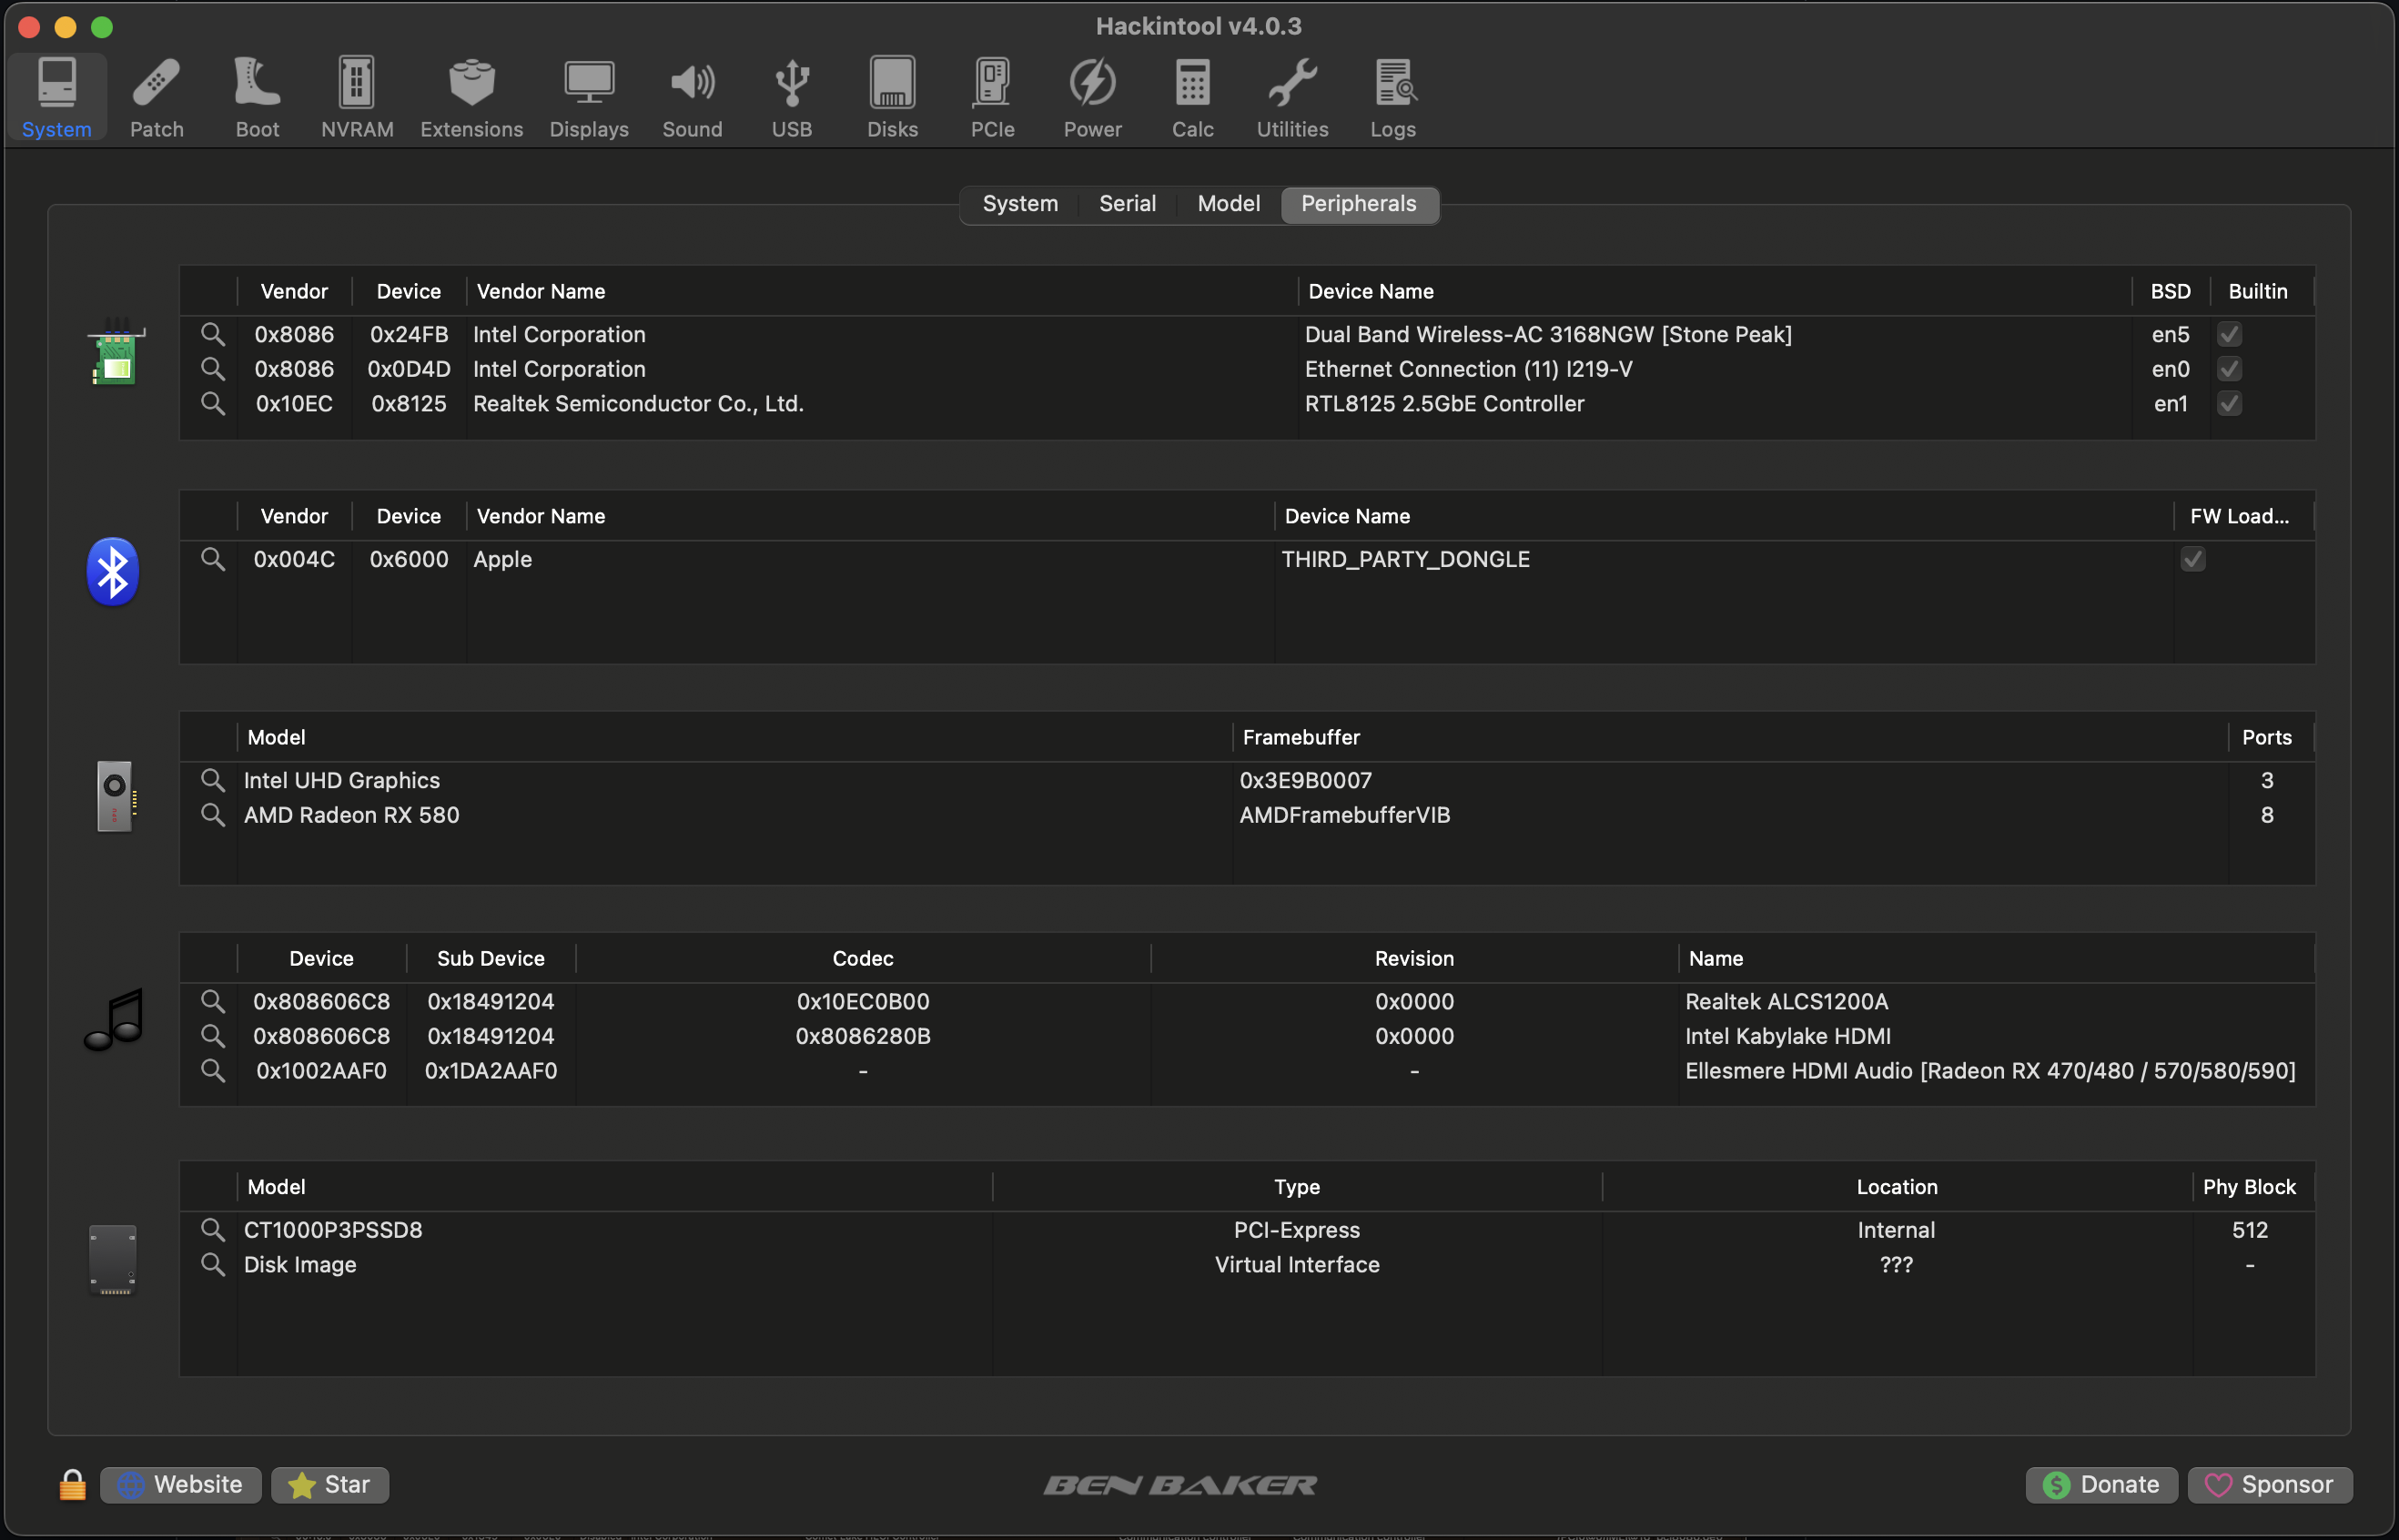 Hackintool v4.0.3
System Patch Boot NVRAM Extensions Displays Sound USB Disks PCIe Power Calc Utilities Logs
System Serial Model Peripherals
Vendor Device Vendor Name Device Name BSD Builtin
0x8086 0x24FB Intel Corporation Dual Band Wireless-AC 3168NGW [Stone Peak] en5
0x8086 0x0D4D Intel Corporation Ethernet Connection (11) I219-V en0
0x10EC 0x8125 Realtek Semiconductor Co., Ltd. RTL8125 2.5GbE Controller en1
Vendor Device Vendor Name Device Name FW Load...
0x004C 0x6000 Apple THIRD_PARTY_DONGLE
Model Framebuffer Ports
Intel UHD Graphics 0x3E9B0007 3
AMD Radeon RX 580 AMDFramebufferVIB 8
Device Sub Device Codec Revision Name
0x808606C8 0x18491204 0x10EC0B00 0x0000 Realtek ALCS1200A
0x808606C8 0x18491204 0x8086280B 0x0000 Intel Kabylake HDMI
0x1002AAF0 0x1DA2AAF0 - - Ellesmere HDMI Audio [Radeon RX 470/480 / 570/580/590]
Model Type Location Phy Block
CT1000P3PSSD8 PCI-Express Internal 512
Disk Image Virtual Interface ??? -
Website Star BEN BAKER Donate Sponsor